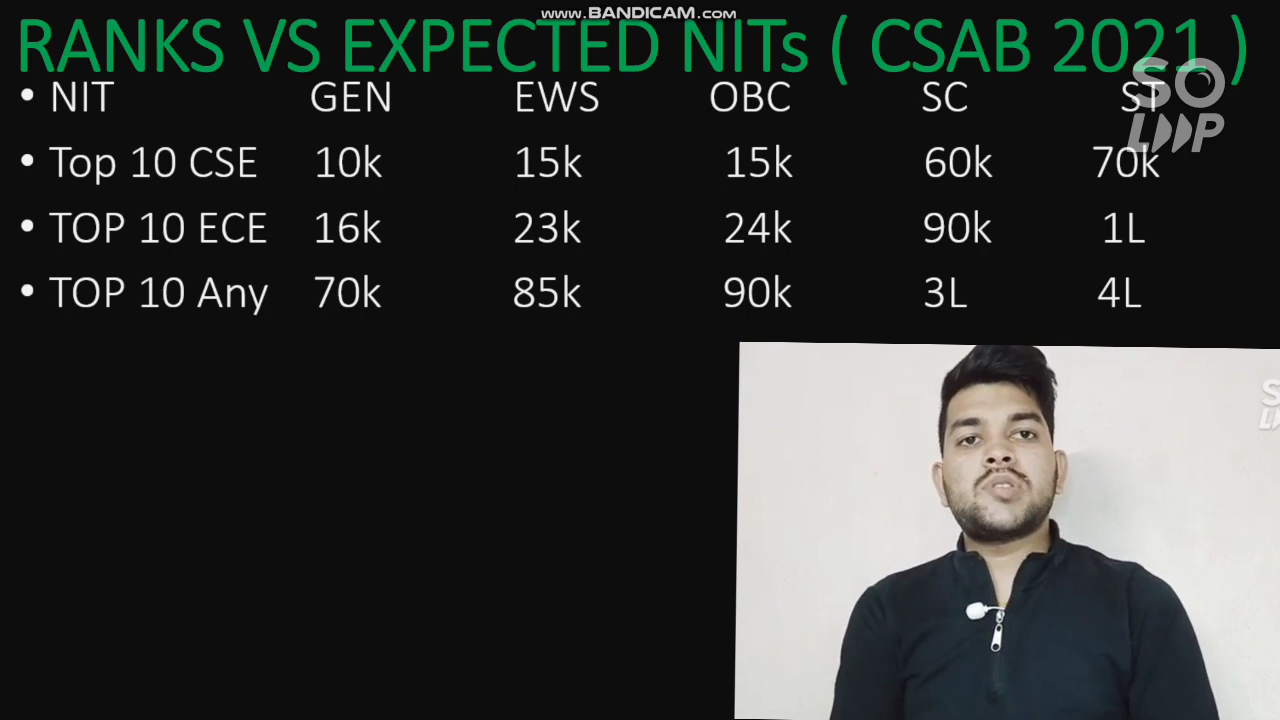 www.BANDICAM.com
RANKS VS EXPECTED NITs ( CSAB 2021 )
SO
LOOP
• NIT GEN EWS OBC SC ST
• Top 10 CSE 10k 15k 15k 60k 70k
• TOP 10 ECE 16k 23k 24k 90k 1L
• TOP 10 Any 70k 85k 90k 3L 4L